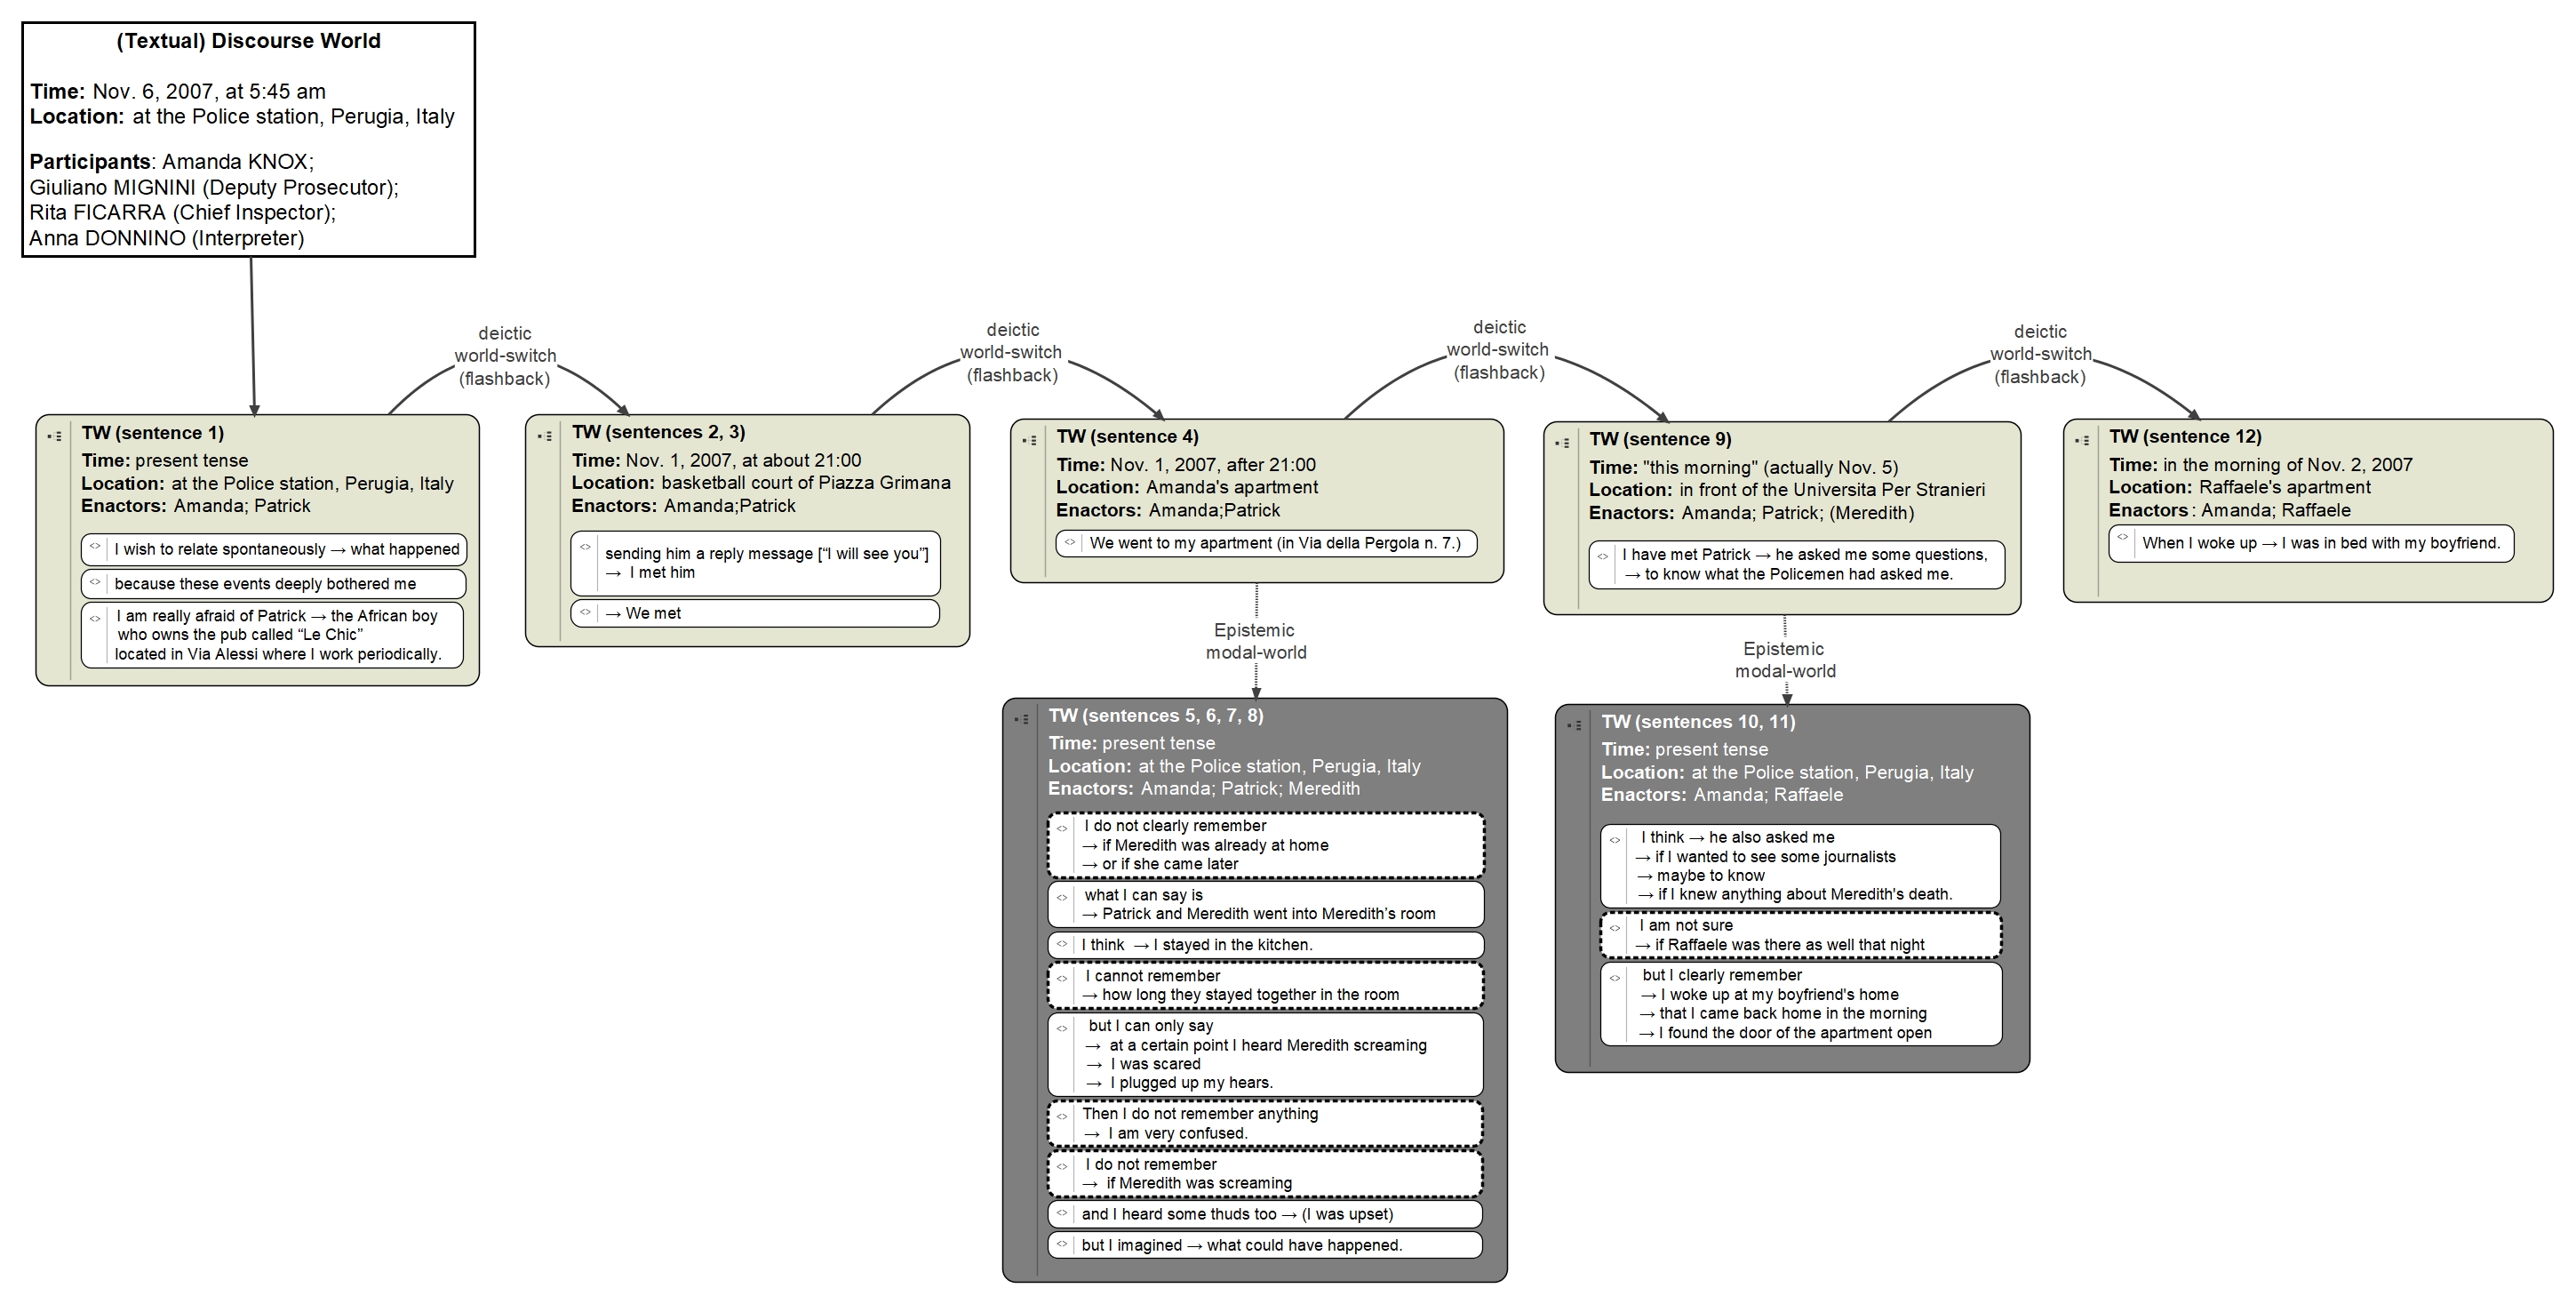 (Textual) Discourse World
Time: Nov. 6, 2007, at 5:45 am
Location: at the Police station, Perugia, Italy
Participants: Amanda KNOX;
Giuliano MIGNINI (Deputy Prosecutor);
Rita FICARRA (Chief Inspector);
Anna DONNINO (Interpreter)
deictic
world-switch
(flashback)
deictic
world-switch
(flashback)
deictic
world-switch
(flashback)
deictic
world-switch
(flashback)
TW (sentence 1)
Time: present tense
Location: at the Police station, Perugia, Italy
Enactors: Amanda; Patrick
<> I wish to relate spontaneously → what happened
<> because these events deeply bothered me
<> I am really afraid of Patrick → the African boy
who owns the pub called “Le Chic”
located in Via Alessi where I work periodically.
TW (sentences 2, 3)
Time: Nov. 1, 2007, at about 21:00
Location: basketball court of Piazza Grimana
Enactors: Amanda;Patrick
<> sending him a reply message [“I will see you”]
→ I met him
<> → We met
TW (sentence 4)
Time: Nov. 1, 2007, after 21:00
Location: Amanda's apartment
Enactors: Amanda;Patrick
<> We went to my apartment (in Via della Pergola n. 7.)
TW (sentence 9)
Time: "this morning" (actually Nov. 5)
Location: in front of the Universita Per Stranieri
Enactors: Amanda; Patrick; (Meredith)
<> I have met Patrick → he asked me some questions,
→ to know what the Policemen had asked me.
TW (sentence 12)
Time: in the morning of Nov. 2, 2007
Location: Raffaele's apartment
Enactors : Amanda; Raffaele
<> When I woke up → I was in bed with my boyfriend.
Epistemic
modal-world
Epistemic
modal-world
TW (sentences 5, 6, 7, 8)
Time: present tense
Location: at the Police station, Perugia, Italy
Enactors: Amanda; Patrick; Meredith
<> I do not clearly remember
→ if Meredith was already at home
→ or if she came later
<> what I can say is
→ Patrick and Meredith went into Meredith’s room
<> I think → I stayed in the kitchen.
<> I cannot remember
→ how long they stayed together in the room
<> but I can only say
→ at a certain point I heard Meredith screaming
→ I was scared
→ I plugged up my hears.
<> Then I do not remember anything
→ I am very confused.
<> I do not remember
→ if Meredith was screaming
<> and I heard some thuds too → (I was upset)
<> but I imagined → what could have happened.
TW (sentences 10, 11)
Time: present tense
Location: at the Police station, Perugia, Italy
Enactors: Amanda; Raffaele
<> I think → he also asked me
→ if I wanted to see some journalists
→ maybe to know
→ if I knew anything about Meredith's death.
<> I am not sure
→ if Raffaele was there as well that night
<> but I clearly remember
→ I woke up at my boyfriend's home
→ that I came back home in the morning
→ I found the door of the apartment open